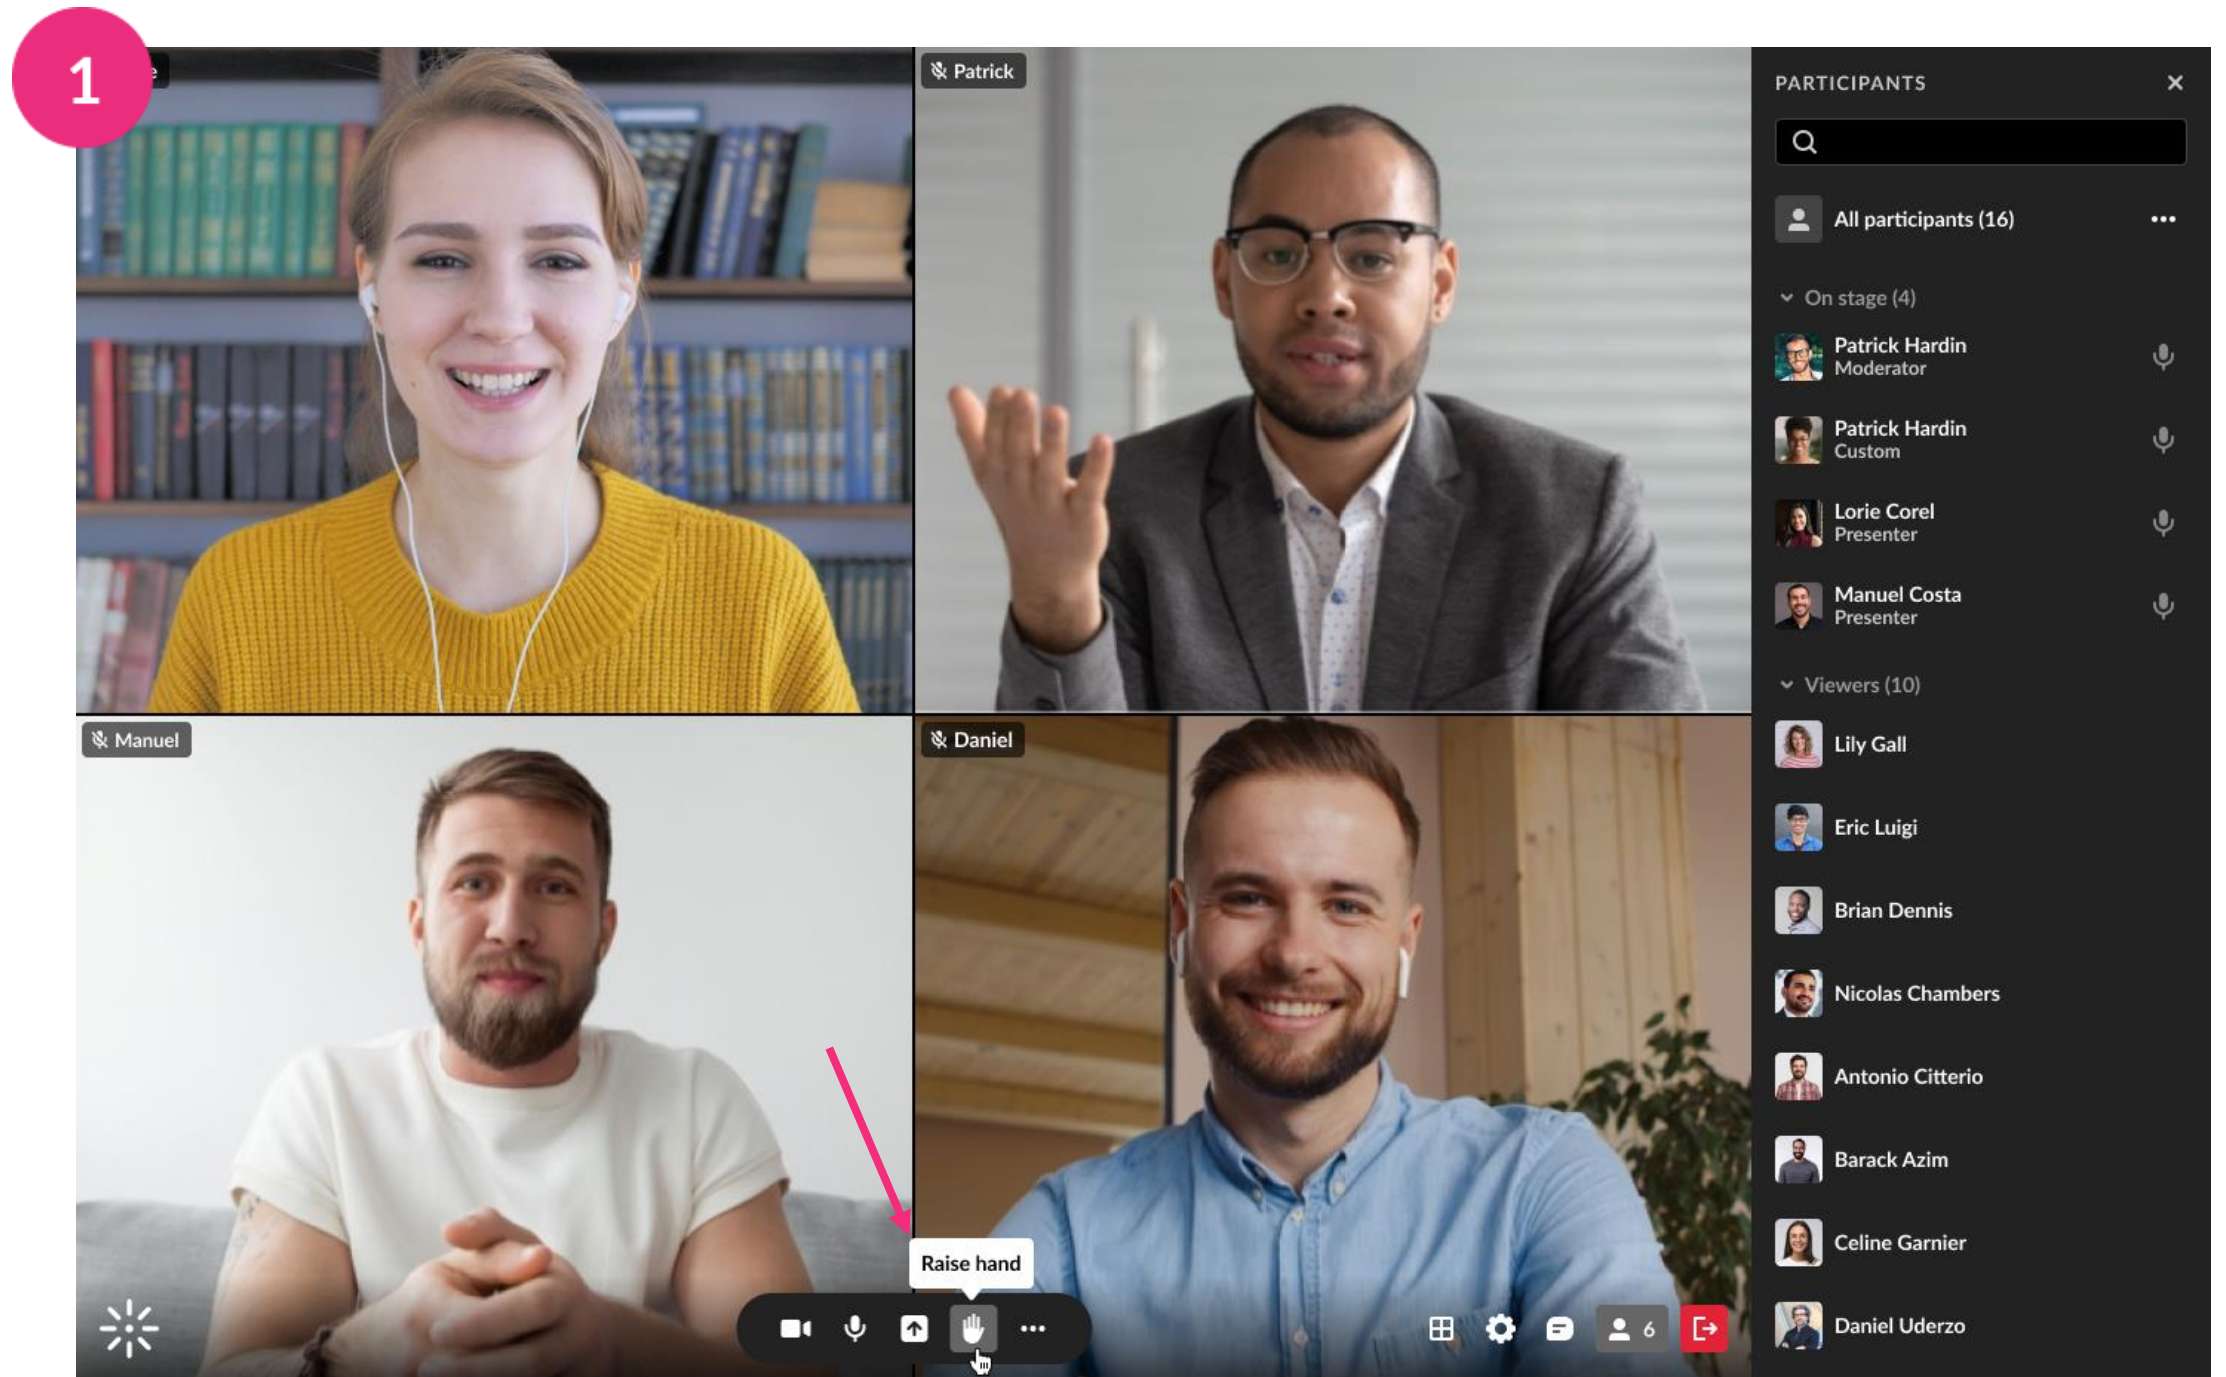 1
Patrick
Manuel
Daniel
Raise hand
6
PARTICIPANTS
All participants (16)
On stage (4)
Patrick Hardin
Moderator
Patrick Hardin
Custom
Lorie Corel
Presenter
Manuel Costa
Presenter
Viewers (10)
Lily Gall
Eric Luigi
Brian Dennis
Nicolas Chambers
Antonio Citterio
Barack Azim
Celine Garnier
Daniel Uderzo